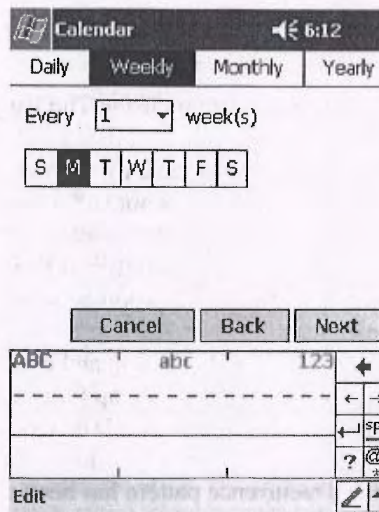 Calendar 6:12
Daily Weekly Monthly Yearly
Every 1 week(s)
S M T W T F S
Cancel Back Next
ABC abc 123
sp
? @
*
Edit